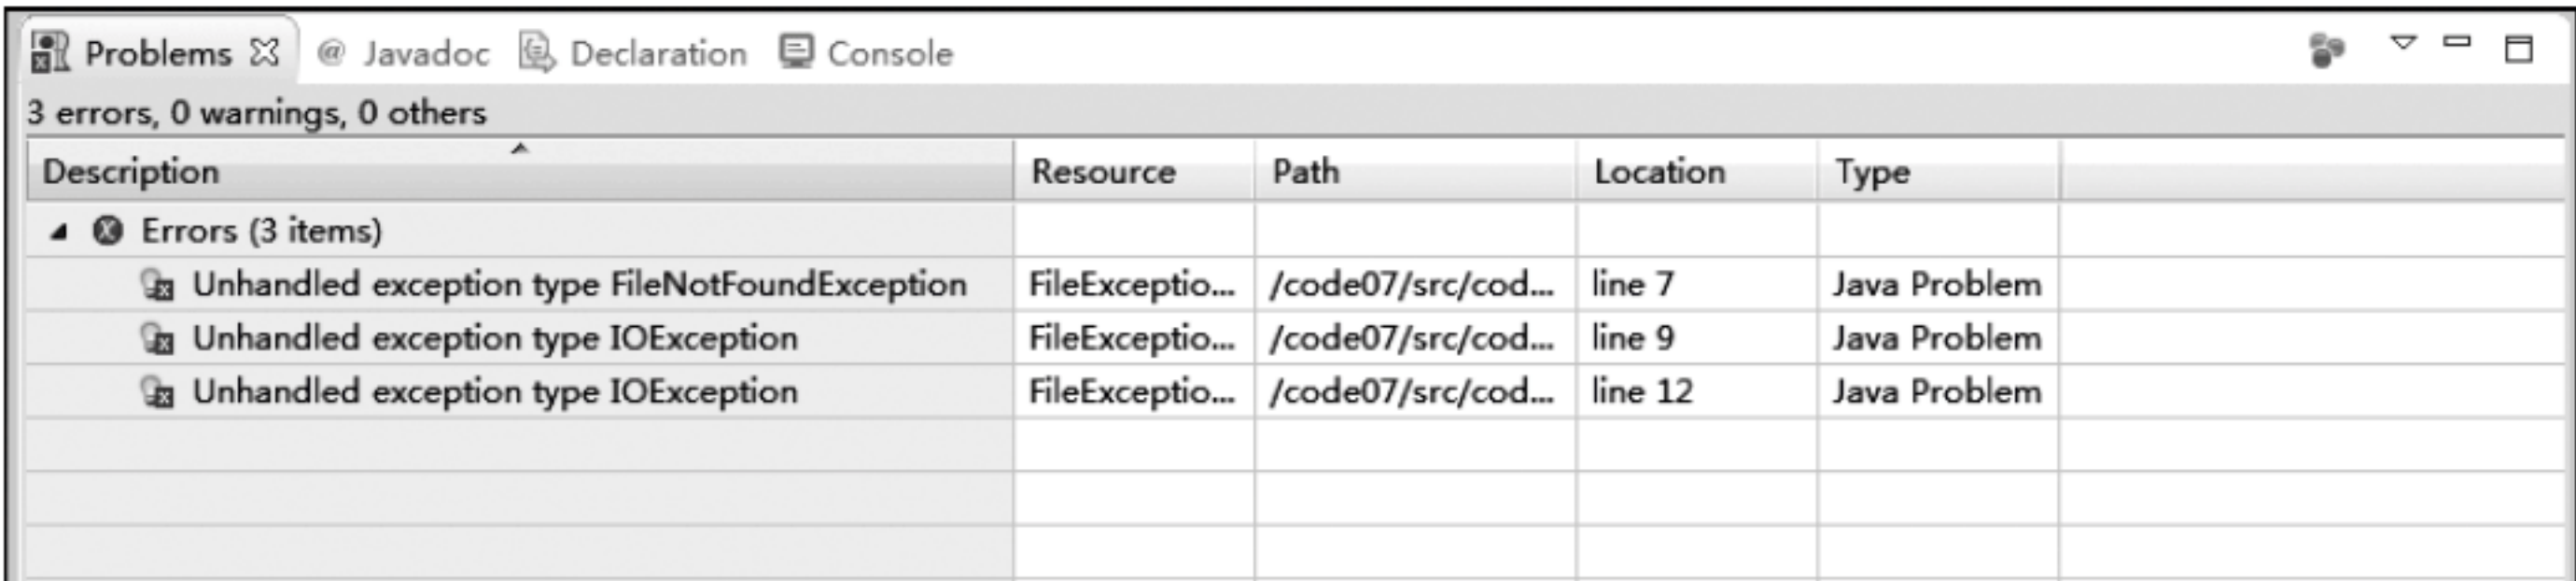 Problems @ Javadoc Declaration Console
3 errors, 0 warnings, 0 others
Description Resource Path Location Type
Errors (3 items)
Unhandled exception type FileNotFoundException FileExceptio... /code07/src/cod... line 7 Java Problem
Unhandled exception type IOException FileExceptio... /code07/src/cod... line 9 Java Problem
Unhandled exception type IOException FileExceptio... /code07/src/cod... line 12 Java Problem